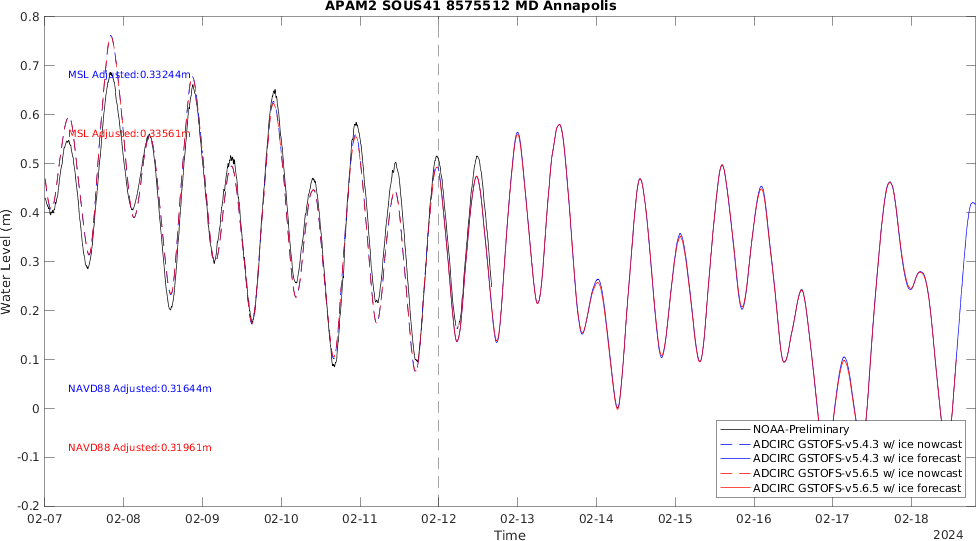 APAM2 SOUS41 8575512 MD Annapolis
0.8
0.7
0.6
0.5
0.4
0.3
0.2
0.1
0
-0.1
-0.2
Water Level (m)
MSL Adjusted:0.33244m
MSL Adjusted:0.33561m
NAVD88 Adjusted:0.31644m
NAVD88 Adjusted:0.31961m
NOAA-Preliminary
ADCIRC GSTOFS-v5.4.3 w/ ice nowcast
ADCIRC GSTOFS-v5.4.3 w/ ice forecast
ADCIRC GSTOFS-v5.6.5 w/ ice nowcast
ADCIRC GSTOFS-v5.6.5 w/ ice forecast
02-07 02-08 02-09 02-10 02-11 02-12 02-13 02-14 02-15 02-16 02-17 02-18
Time
2024